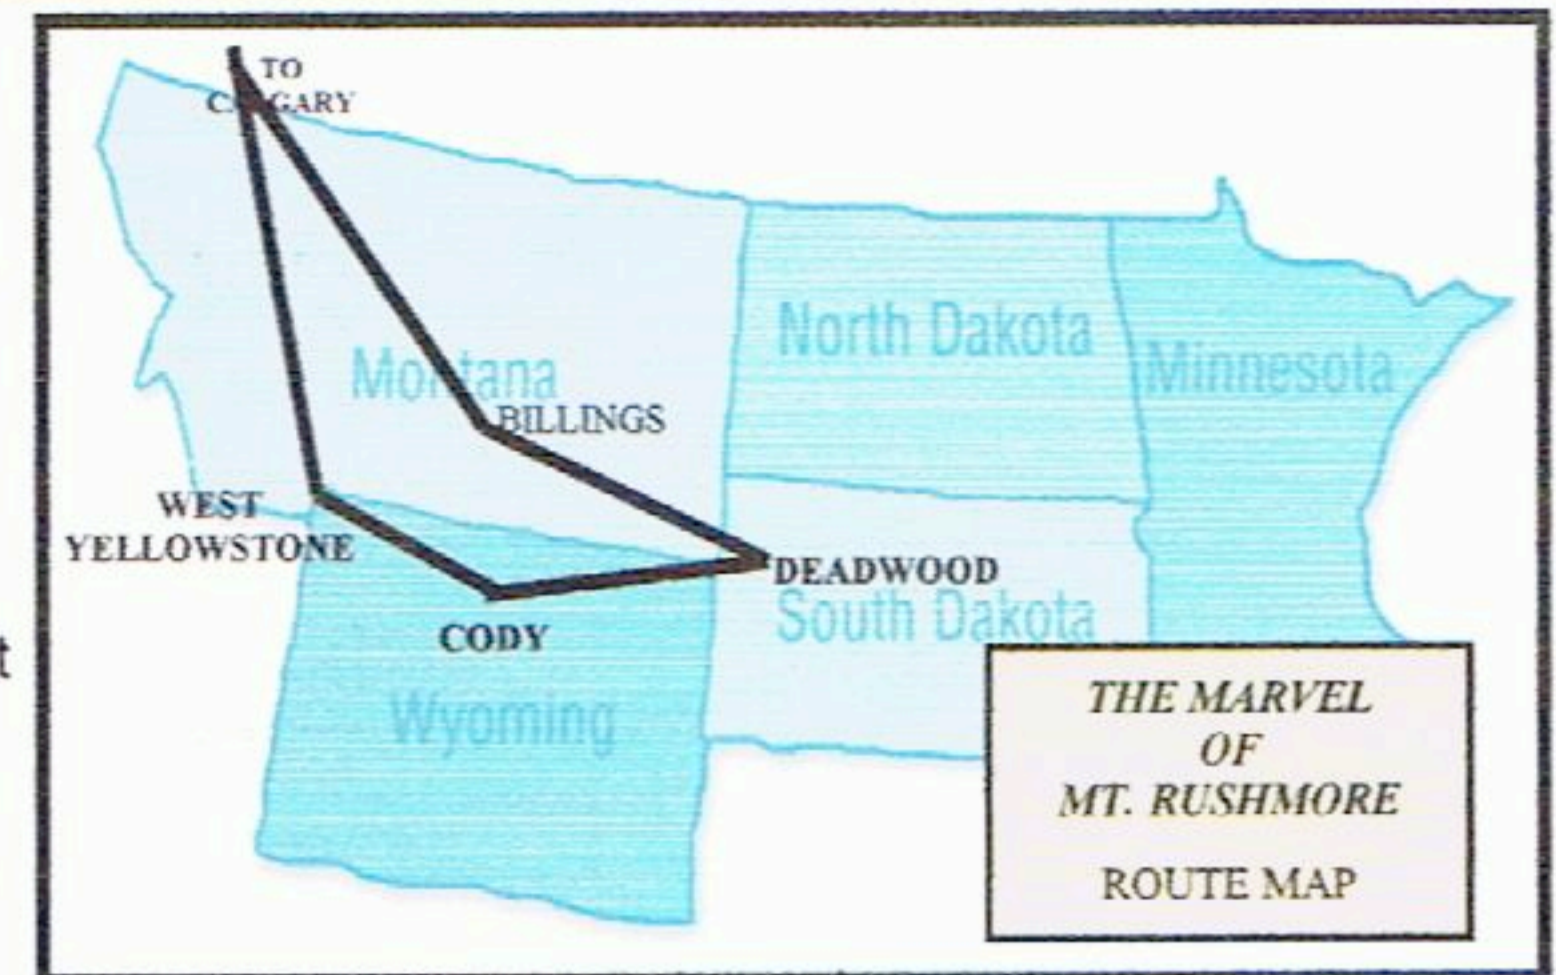 TO
CALGARY
North Dakota
Minnesota
Montana
BILLINGS
WEST
YELLOWSTONE
DEADWOOD
South Dakota
CODY
t
Wyoming
THE MARVEL
OF
MT. RUSHMORE
ROUTE MAP